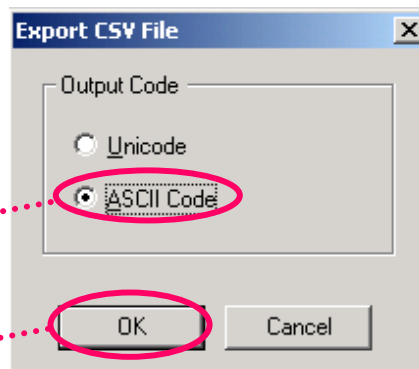 Export CSV File
Output Code
Unicode
ASCII Code
OK
Cancel